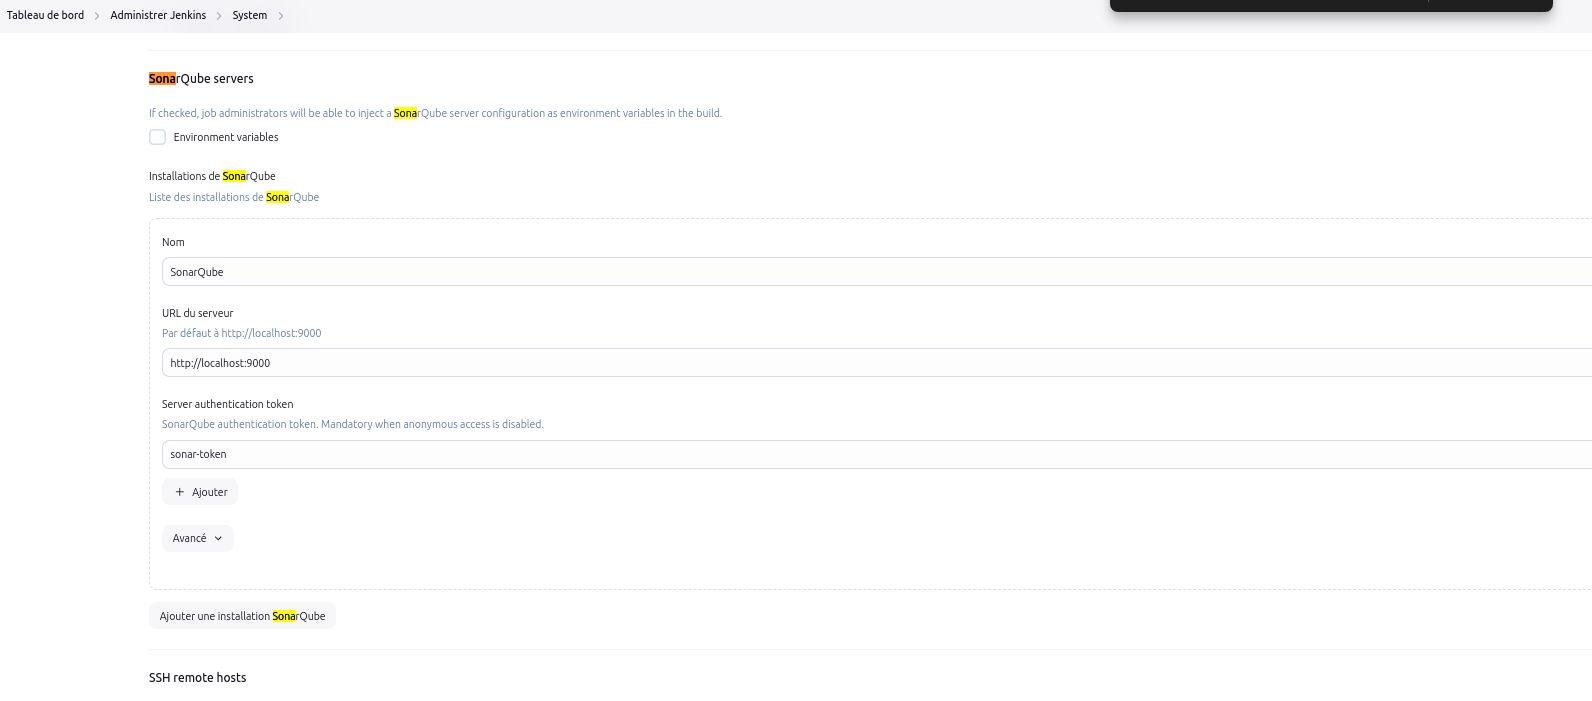 Tableau de bord > Administrer Jenkins > System >
SonarQube servers
If checked, job administrators will be able to inject a SonarQube server configuration as environment variables in the build.
Environment variables
Installations de SonarQube
Liste des installations de SonarQube
Nom
SonarQube
URL du serveur
Par défaut à http://localhost:9000
http://localhost:9000
Server authentication token
SonarQube authentication token. Mandatory when anonymous access is disabled.
sonar-token
+ Ajouter
Avancé
Ajouter une installation SonarQube
SSH remote hosts